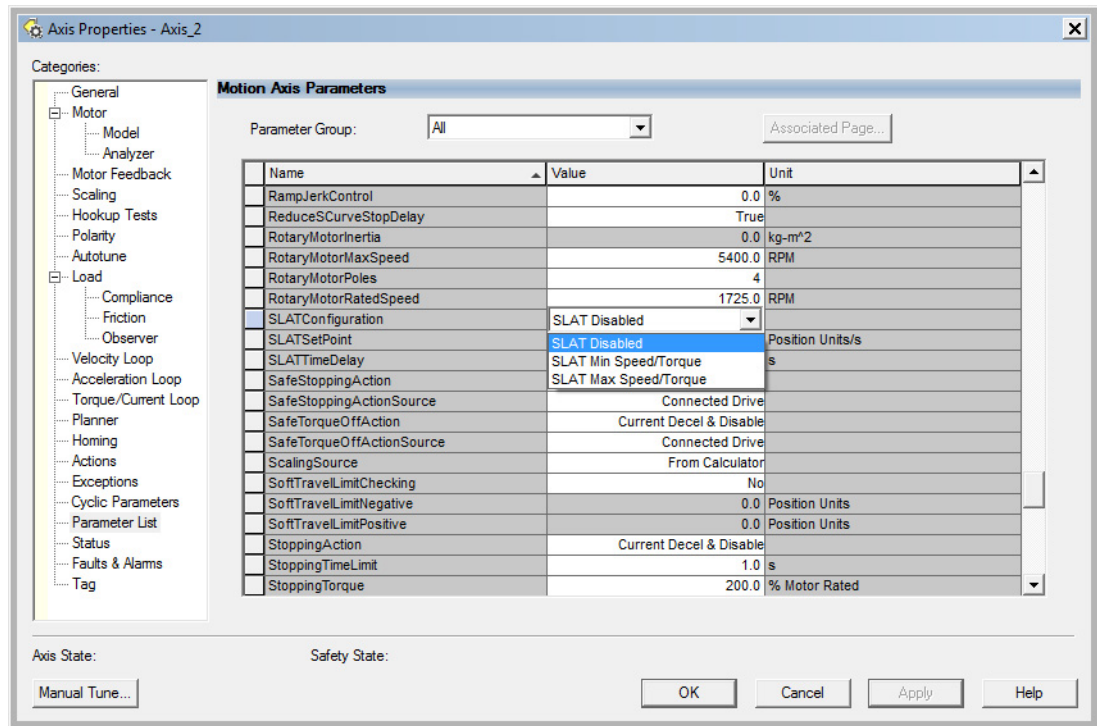 Axis Properties - Axis_2
Categories:
General
Motor
Model
Analyzer
Motor Feedback
Scaling
Hookup Tests
Polarity
Autotune
Load
Compliance
Friction
Observer
Velocity Loop
Acceleration Loop
Torque/Current Loop
Planner
Homing
Actions
Exceptions
Cyclic Parameters
Parameter List
Status
Faults & Alarms
Tag
Motion Axis Parameters
Parameter Group: All Associated Page...
Name Value Unit
RampJerkControl 0.0 %
ReduceSCurveStopDelay True
RotaryMotorInertia 0.0 kg-m^2
RotaryMotorMaxSpeed 5400.0 RPM
RotaryMotorPoles 4
RotaryMotorRatedSpeed 1725.0 RPM
SLATConfiguration SLAT Disabled
SLATSetPoint SLAT Disabled Position Units/s
SLATTimeDelay SLAT Min Speed/Torque s
SafeStoppingAction SLAT Max Speed/Torque
SafeStoppingActionSource Connected Drive
SafeTorqueOffAction Current Decel & Disable
SafeTorqueOffActionSource Connected Drive
ScalingSource From Calculator
SoftTravelLimitChecking No
SoftTravelLimitNegative 0.0 Position Units
SoftTravelLimitPositive 0.0 Position Units
StoppingAction Current Decel & Disable
StoppingTimeLimit 1.0 s
StoppingTorque 200.0 % Motor Rated
Axis State: Safety State:
Manual Tune... OK Cancel Apply Help